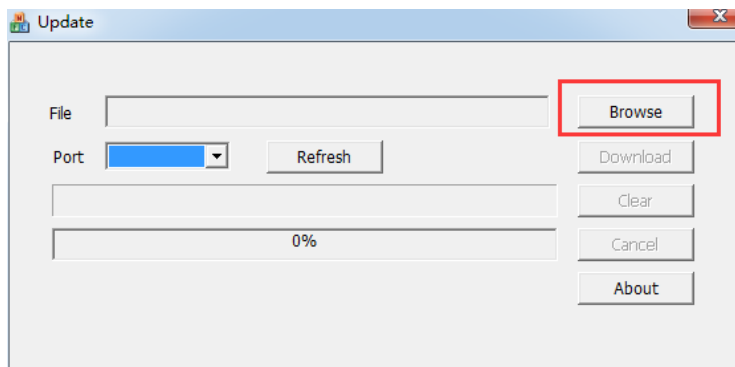 Update
File
Browse
Port
Refresh
Download
Clear
0%
Cancel
About